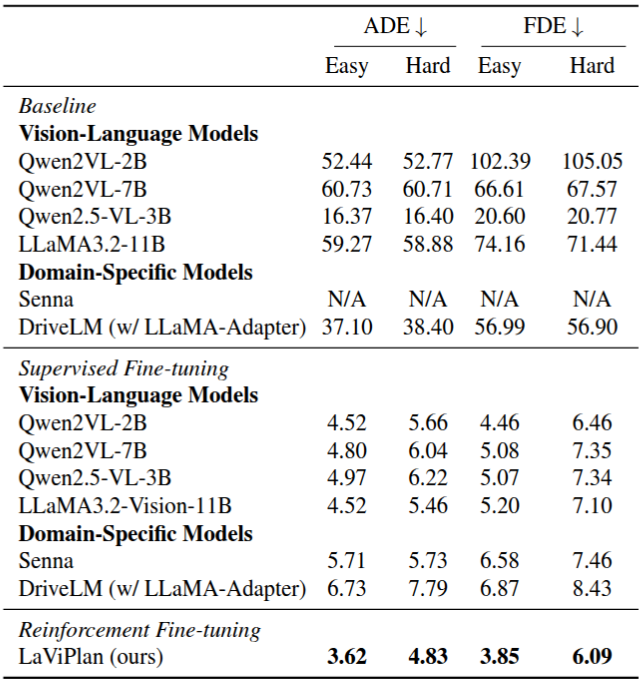 ADE ↓ FDE ↓
Easy Hard Easy Hard
Baseline
Vision-Language Models
Qwen2VL-2B 52.44 52.77 102.39 105.05
Qwen2VL-7B 60.73 60.71 66.61 67.57
Qwen2.5-VL-3B 16.37 16.40 20.60 20.77
LLaMA3.2-11B 59.27 58.88 74.16 71.44
Domain-Specific Models
Senna N/A N/A N/A N/A
DriveLM (w/ LLaMA-Adapter) 37.10 38.40 56.99 56.90
Supervised Fine-tuning
Vision-Language Models
Qwen2VL-2B 4.52 5.66 4.46 6.46
Qwen2VL-7B 4.80 6.04 5.08 7.35
Qwen2.5-VL-3B 4.97 6.22 5.07 7.34
LLaMA3.2-Vision-11B 4.52 5.46 5.20 7.10
Domain-Specific Models
Senna 5.71 5.73 6.58 7.46
DriveLM (w/ LLaMA-Adapter) 6.73 7.79 6.87 8.43
Reinforcement Fine-tuning
LaViPlan (ours) 3.62 4.83 3.85 6.09